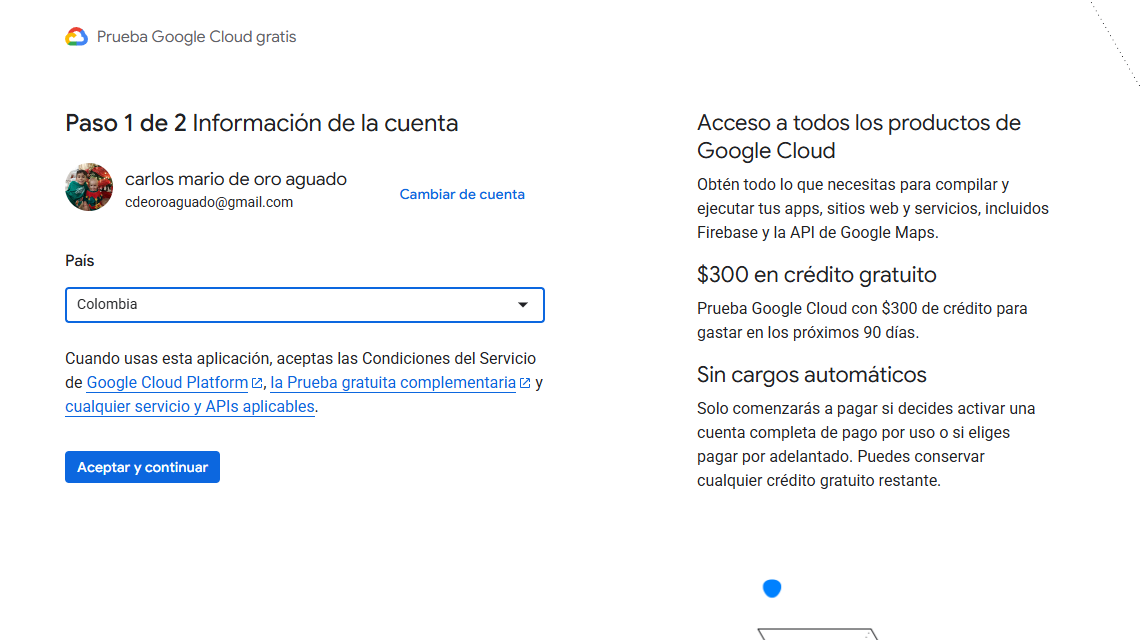 Prueba Google Cloud gratis
Paso 1 de 2 Información de la cuenta
carlos mario de oro aguado
cdeoroaguado@gmail.com
Cambiar de cuenta
País
Colombia
Cuando usas esta aplicación, aceptas las Condiciones del Servicio
de Google Cloud Platform, la Prueba gratuita complementaria y
cualquier servicio y APIs aplicables.
Aceptar y continuar
Acceso a todos los productos de
Google Cloud
Obtén todo lo que necesitas para compilar y
ejecutar tus apps, sitios web y servicios, incluidos
Firebase y la API de Google Maps.
$300 en crédito gratuito
Prueba Google Cloud con $300 de crédito para
gastar en los próximos 90 días.
Sin cargos automáticos
Solo comenzarás a pagar si decides activar una
cuenta completa de pago por uso o si eliges
pagar por adelantado. Puedes conservar
cualquier crédito gratuito restante.